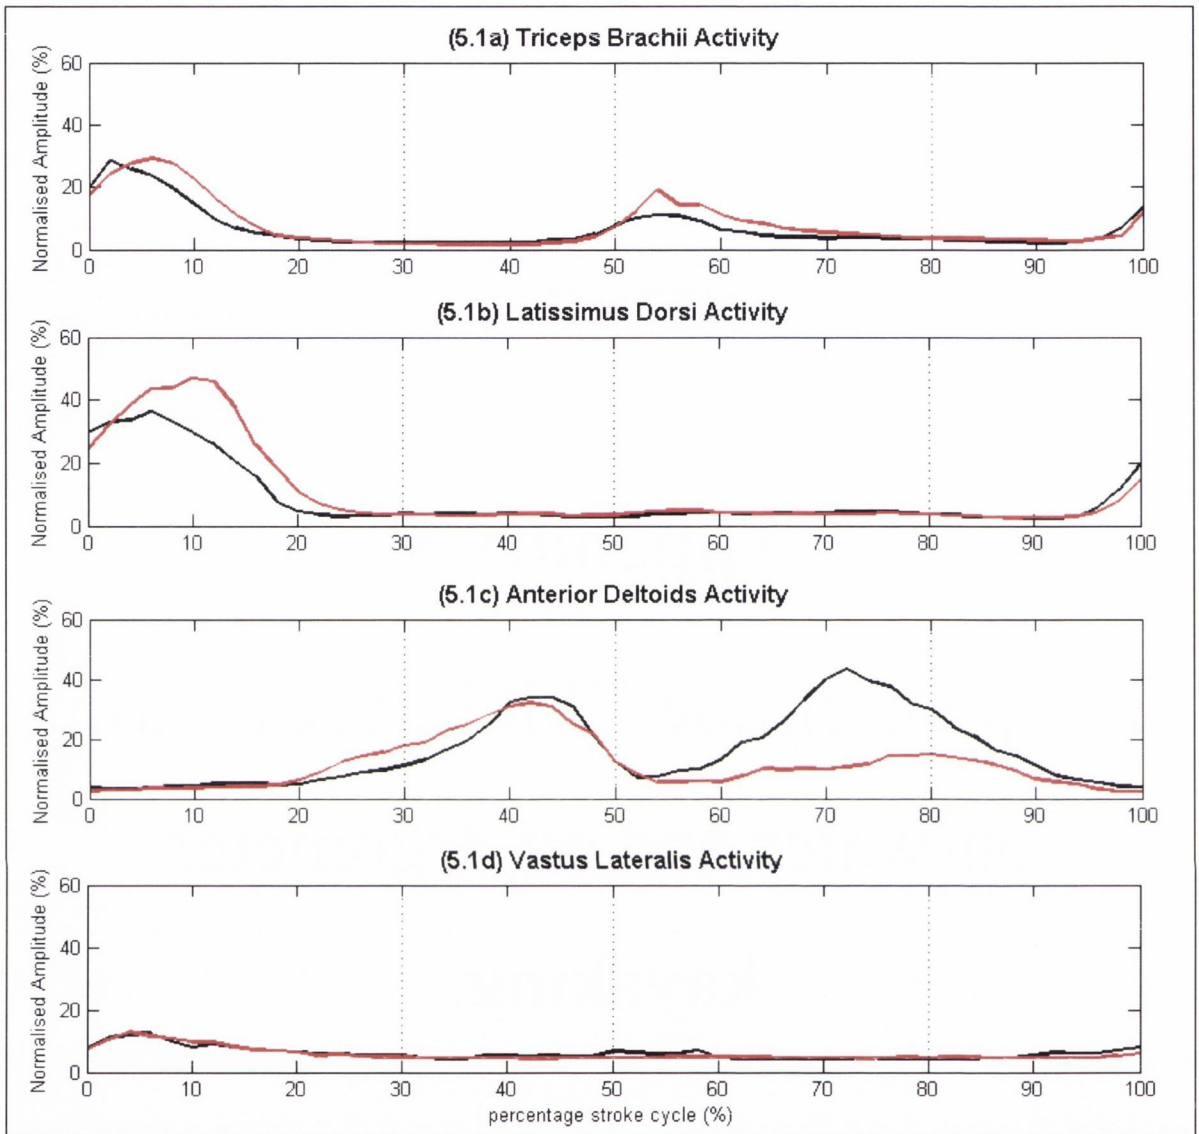 (5.1a) Triceps Brachii Activity
Normalised Amplitude (%)
60
40
20
0
0 10 20 30 40 50 60 70 80 90 100
(5.1b) Latissimus Dorsi Activity
Normalised Amplitude (%)
60
40
20
0
0 10 20 30 40 50 60 70 80 90 100
(5.1c) Anterior Deltoids Activity
Normalised Amplitude (%)
60
40
20
0
0 10 20 30 40 50 60 70 80 90 100
(5.1d) Vastus Lateralis Activity
Normalised Amplitude (%)
60
40
20
0
0 10 20 30 40 50 60 70 80 90 100
percentage stroke cycle (%)